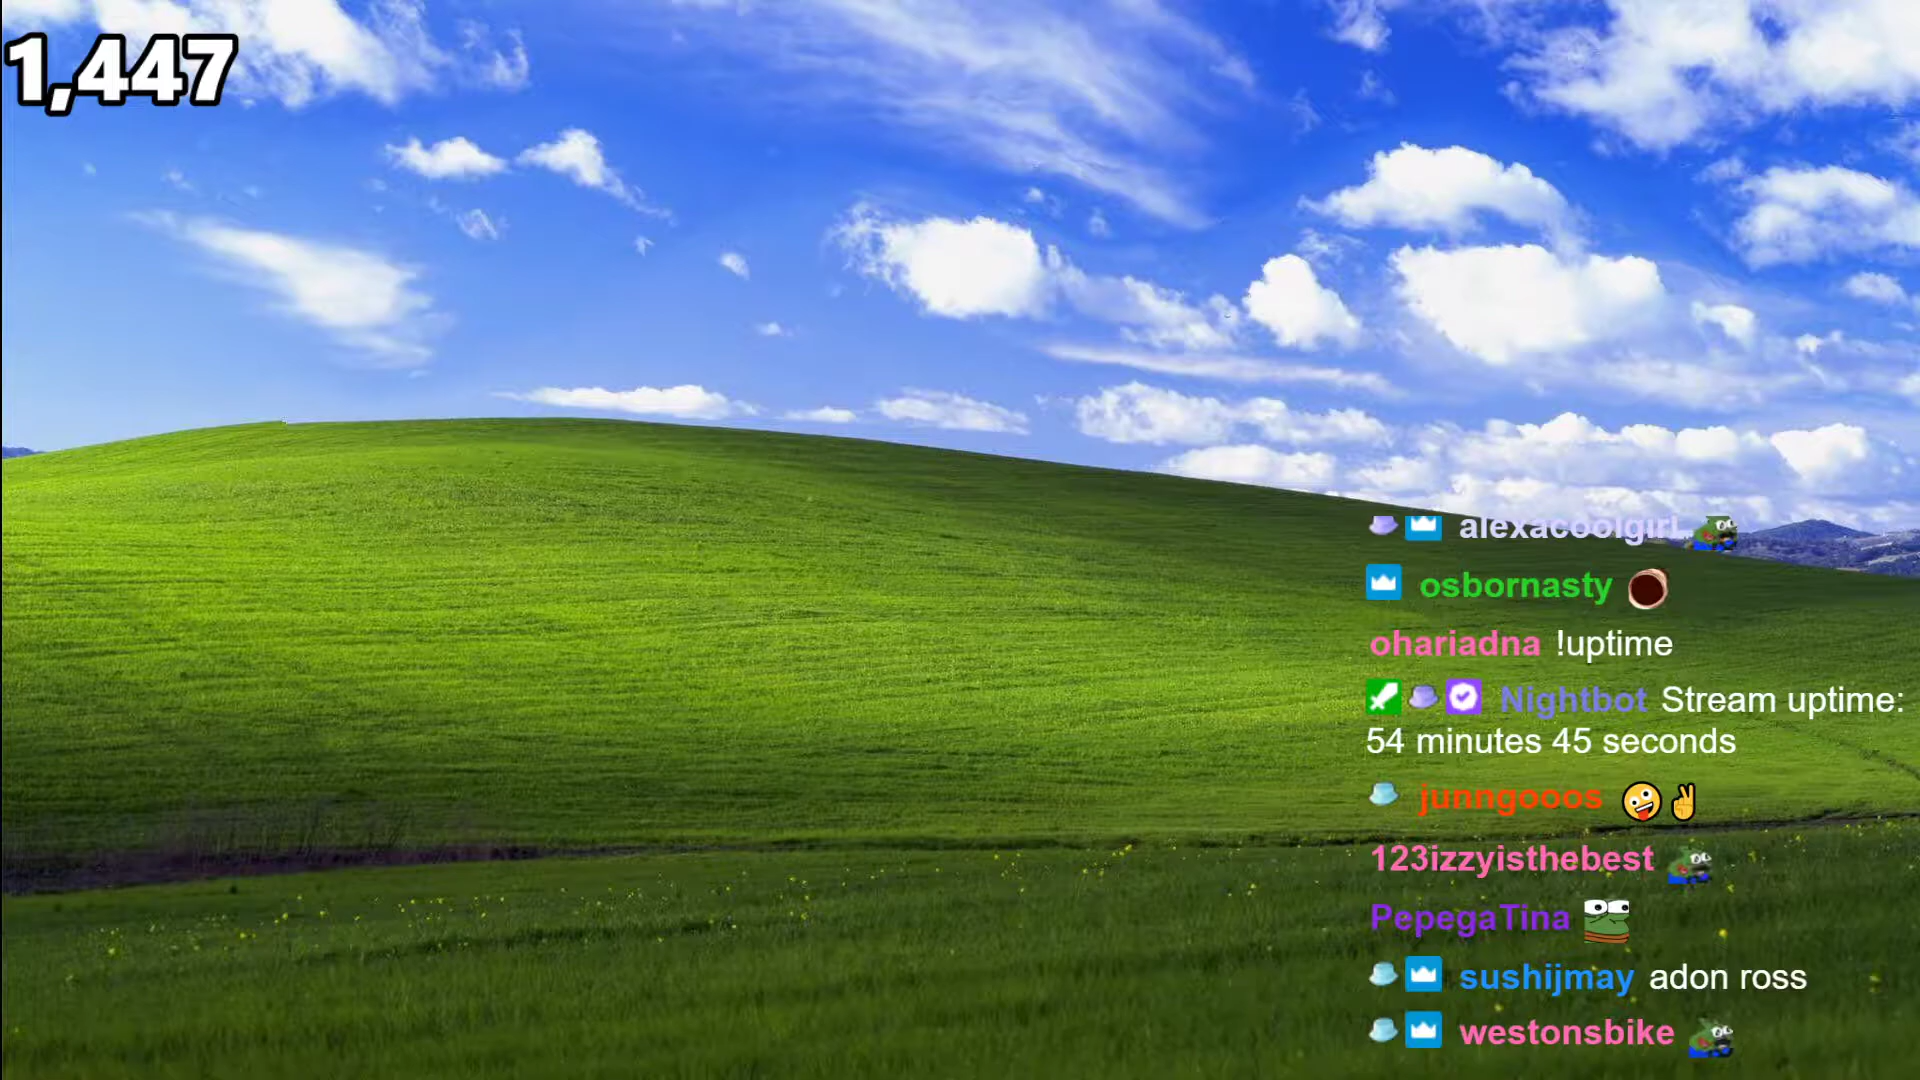 1,447
alexacoolgirl
osbornasty
ohariadna !uptime
Nightbot Stream uptime:
54 minutes 45 seconds
junngooos
123izzyisthebest
PepegaTina
sushijmay adon ross
westonsbike